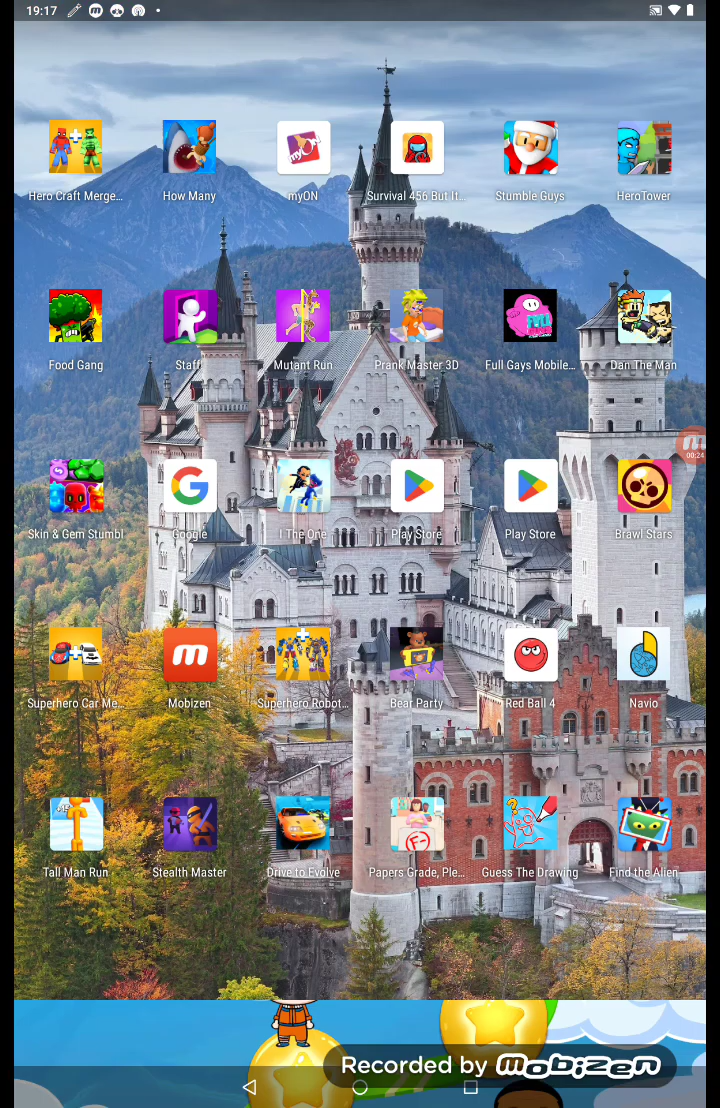 19:17
Hero Craft Merge...
How Many
myON
myON
Survival 456 But It...
Stumble Guys
HeroTower
Food Gang
Staff
Mutant Run
Prank Master 3D
Full Gays Mobile...
Dan The Man
00:24
Skin & Gem Stumbl
Google
I The One
Play Store
Play Store
Brawl Stars
Superhero Car Me...
Mobizen
Superhero Robot...
Bear Party
Red Ball 4
Navio
Tall Man Run
Stealth Master
Drive to Evolve
Papers Grade, Ple...
Guess The Drawing
Find the Alien
Recorded by mobizen